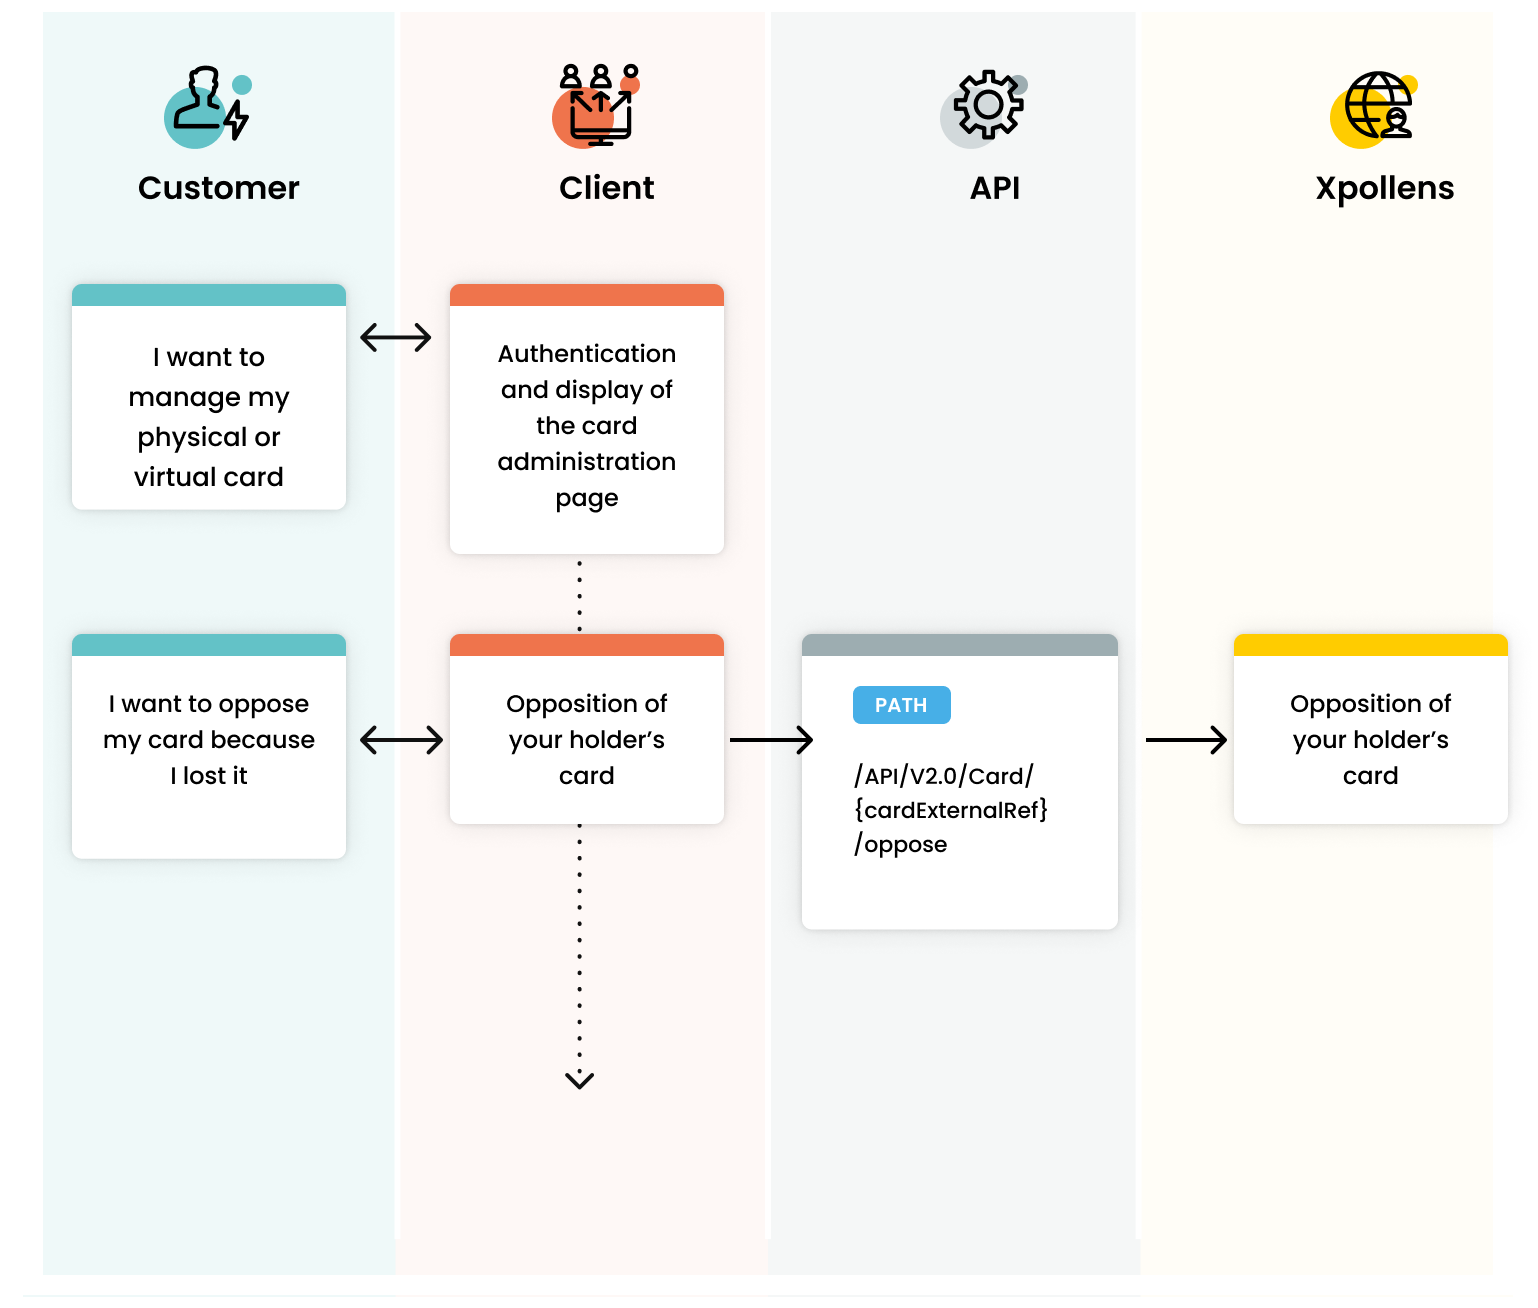 Customer
Client
API
Xpollens
I want to
manage my
physical or
virtual card
Authentication
and display of
the card
administration
page
I want to oppose
my card because
I lost it
Opposition of
your holder’s
card
PATH
/API/V2.0/Card/
{cardExternalRef}
/oppose
Opposition of
your holder’s
card